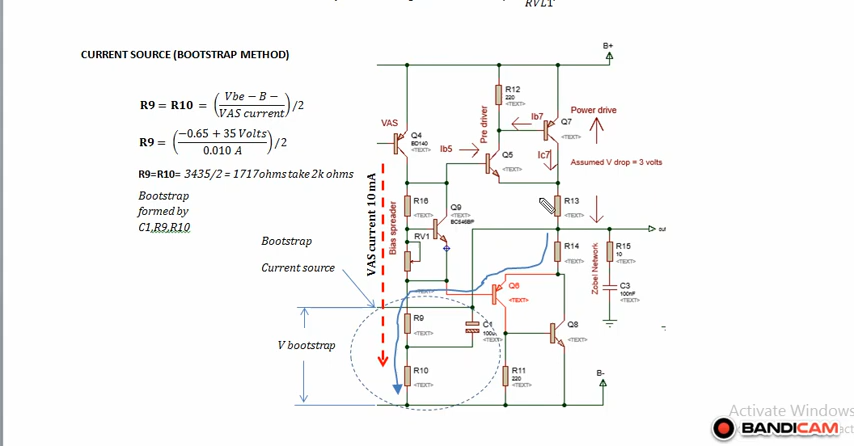 RVLT
CURRENT SOURCE (BOOTSTRAP METHOD)
R9 = R10 = (Vbe − B − / VAS current)/2
R9 = (−0.65 + 35 Volts / 0.010 A)/2
R9=R10= 3435/2 = 1717ohms take 2k ohms
Bootstrap
formed by
C1,R9,R10
Bootstrap
Current source
V bootstrap
VAS current 10 mA
Bias spreader
VAS
Q4
BD140
<TEXT>
R16
<TEXT>
RV1
<TEXT>
R9
<TEXT>
R10
<TEXT>
Q9
BC546BP
<TEXT>
C1
100u
<TEXT>
Ib5
Pre driver
R12
220
<TEXT>
Q5
<TEXT>
Ib7
Q7
<TEXT>
Ic7
B+
Power drive
Assumed V drop = 3 volts
R13
<TEXT>
R14
<TEXT>
Zobel Network
R15
10
<TEXT>
C3
100nF
<TEXT>
out
Q6
<TEXT>
Q8
<TEXT>
R11
220
<TEXT>
B-
Activate Windows
BANDICAM